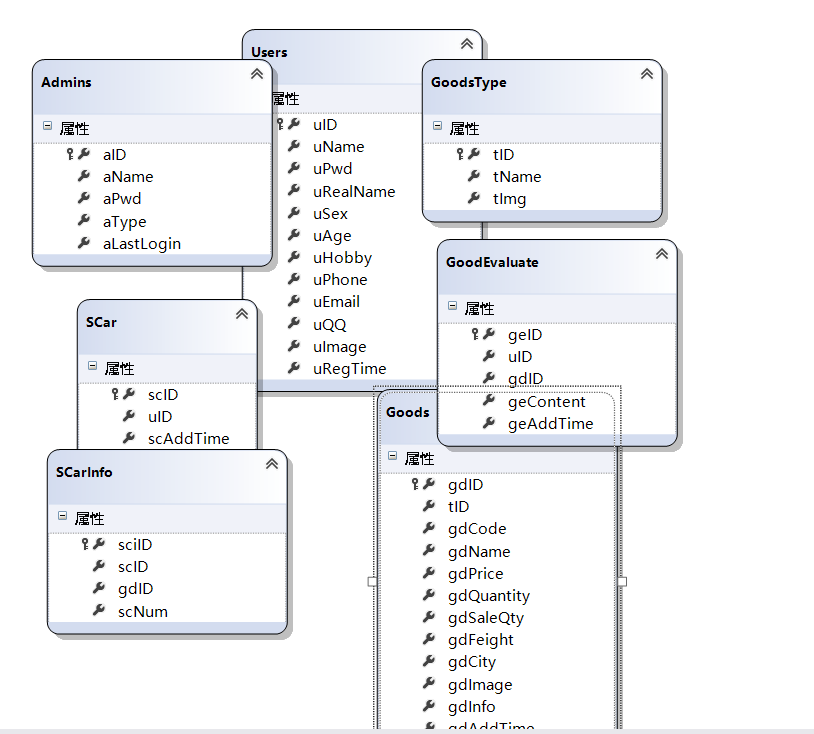 Users
属性
uID
uName
uPwd
uRealName
uSex
uAge
uHobby
uPhone
uEmail
uQQ
uImage
uRegTime
Admins
属性
aID
aName
aPwd
aType
aLastLogin
GoodsType
属性
tID
tName
tImg
GoodEvaluate
属性
geID
uID
gdID
geContent
geAddTime
SCar
属性
scID
uID
scAddTime
SCarInfo
属性
sciID
scID
gdID
scNum
Goods
属性
gdID
tID
gdCode
gdName
gdPrice
gdQuantity
gdSaleQty
gdFeight
gdCity
gdImage
gdInfo
gdAddTime